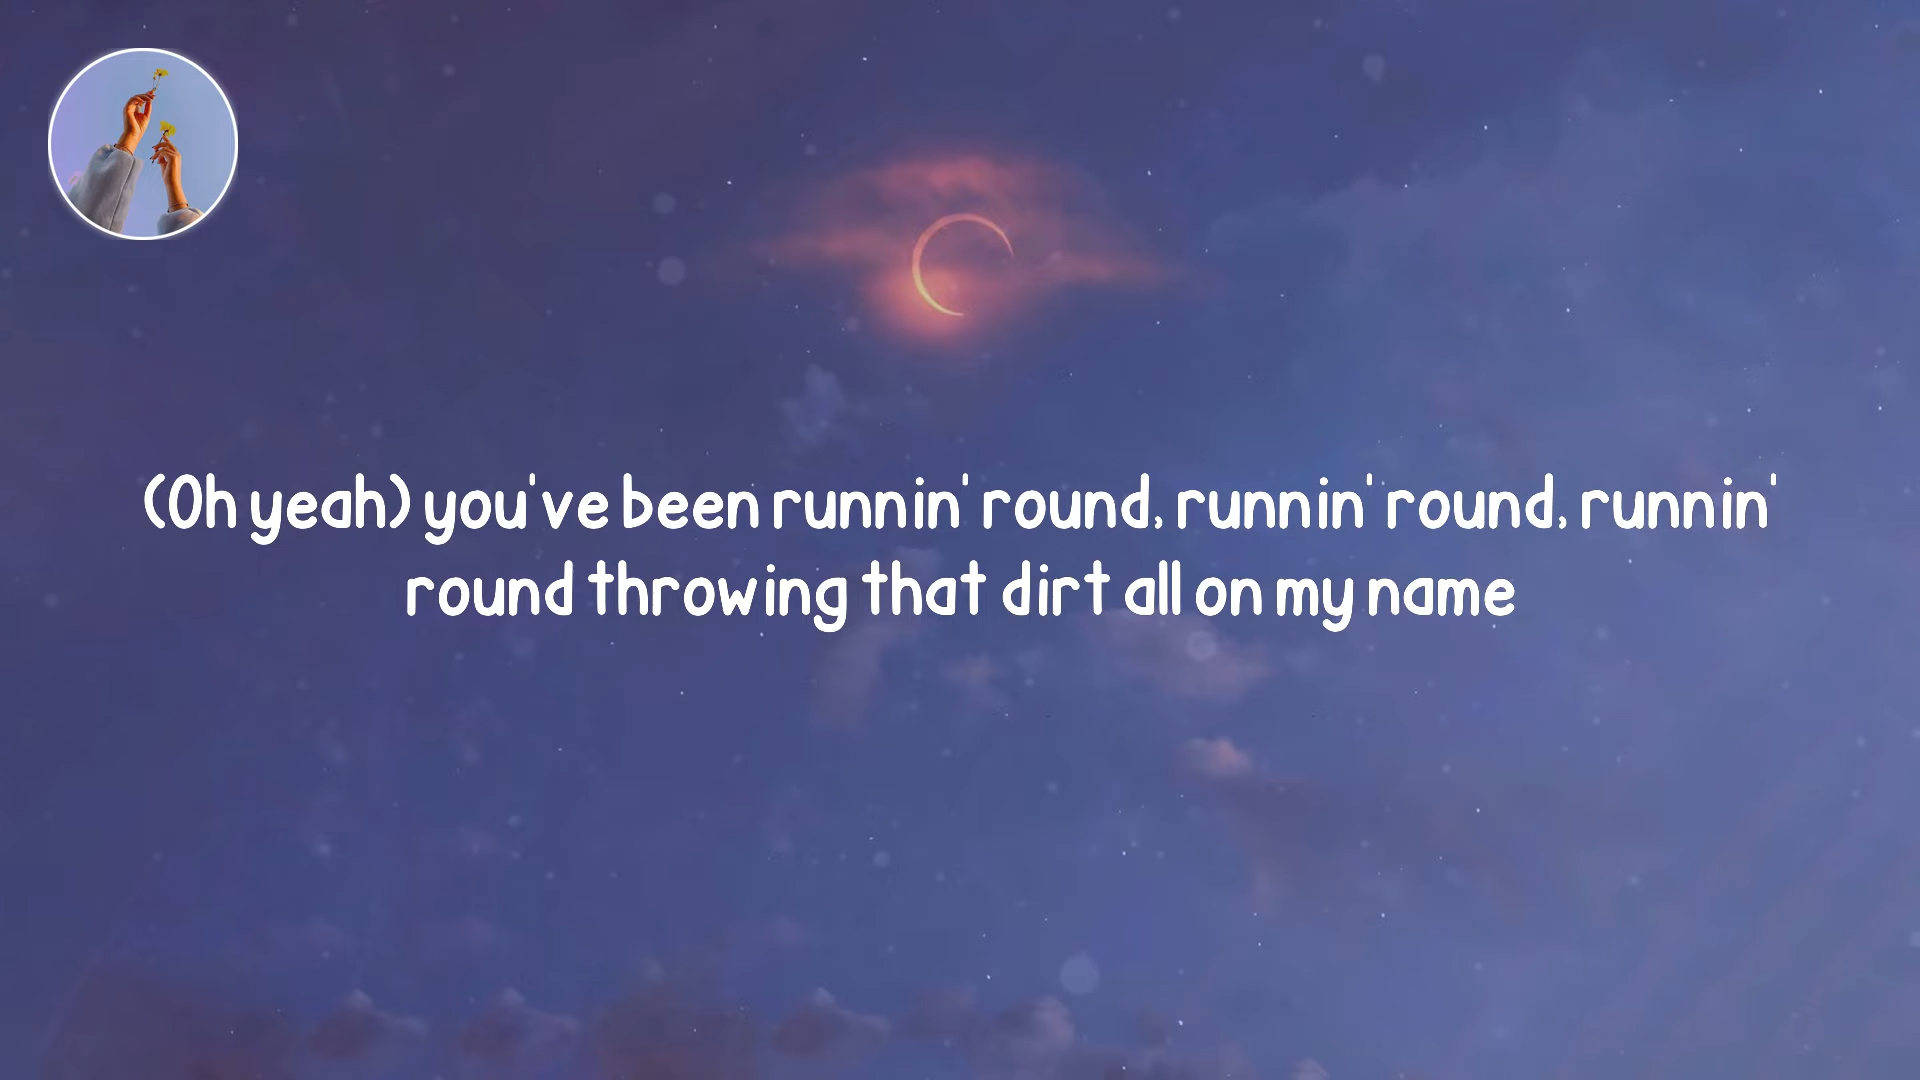 (Oh yeah) you've been runnin' round, runnin' round, runnin'
round throwing that dirt all on my name